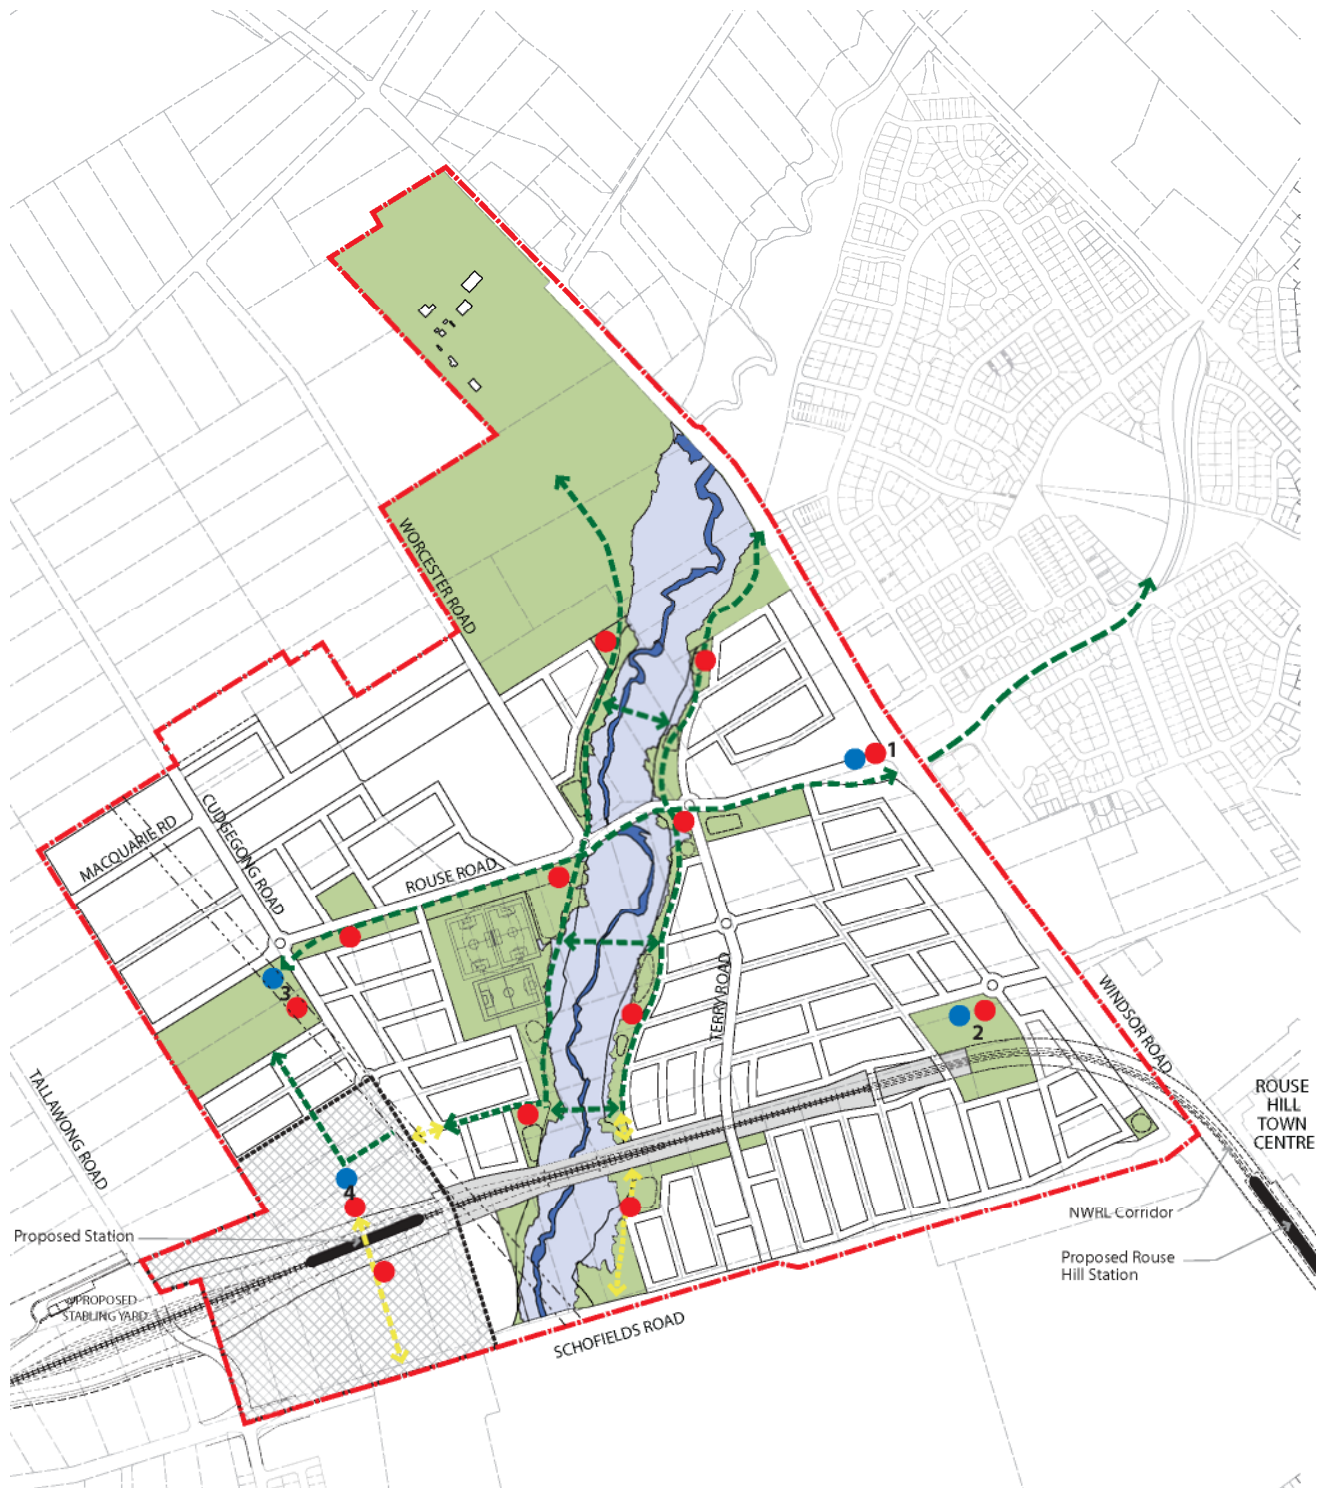 WORCESTER ROAD
1
CUDGEGONG ROAD
MACQUARIE RD
ROUSE ROAD
3
TERRY ROAD
WINDSOR ROAD
2
TALLAWONG ROAD
ROUSE
HILL
TOWN
CENTRE
4
NWRL Corridor
Proposed Station
Proposed Rouse
Hill Station
PROPOSED
STABLING YARD
SCHOFIELDS ROAD